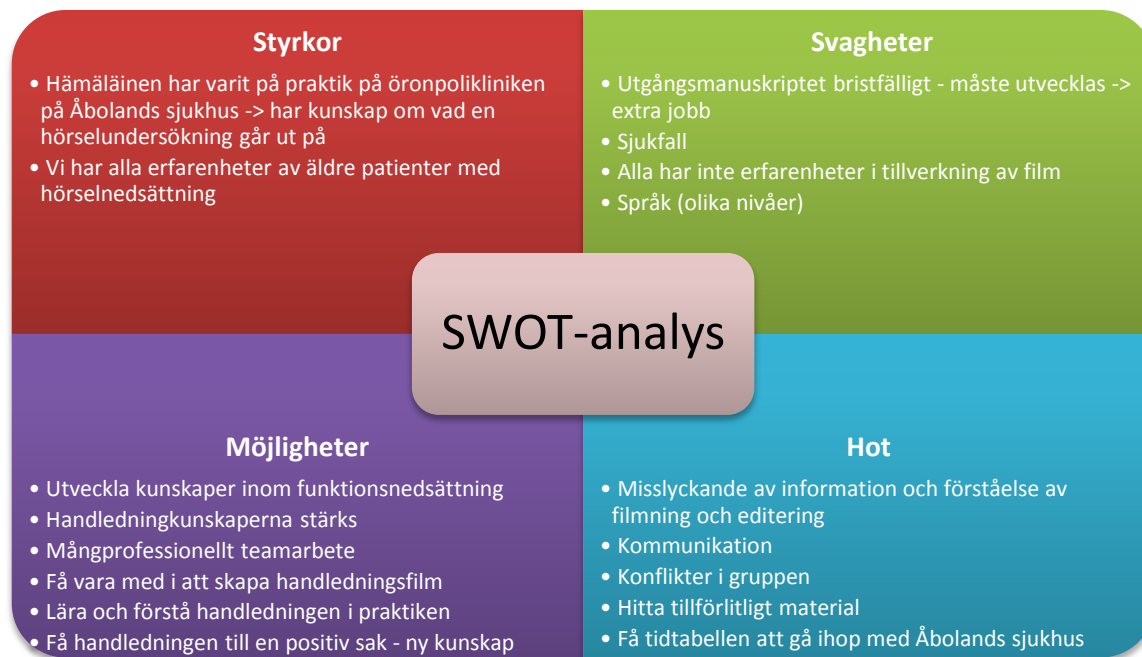 Styrkor
• Hämäläinen har varit på praktik på öronpolikliniken
på Åbolands sjukhus -> har kunskap om vad en
hörselundersökning går ut på
• Vi har alla erfarenheter av äldre patienter med
hörselnedsättning
Svagheter
• Utgångsmanuskriptet bristfälligt - måste utvecklas ->
extra jobb
• Sjukfall
• Alla har inte erfarenheter i tillverkning av film
• Språk (olika nivåer)
SWOT-analys
Möjligheter
• Utveckla kunskaper inom funktionsnedsättning
• Handledningkunskaperna stärks
• Mångprofessionellt teamarbete
• Få vara med i att skapa handledningsfilm
• Lära och förstå handledningen i praktiken
• Få handledningen till en positiv sak - ny kunskap
Hot
• Misslyckande av information och förståelse av
filmning och editering
• Kommunikation
• Konflikter i gruppen
• Hitta tillförlitligt material
• Få tidtabellen att gå ihop med Åbolands sjukhus